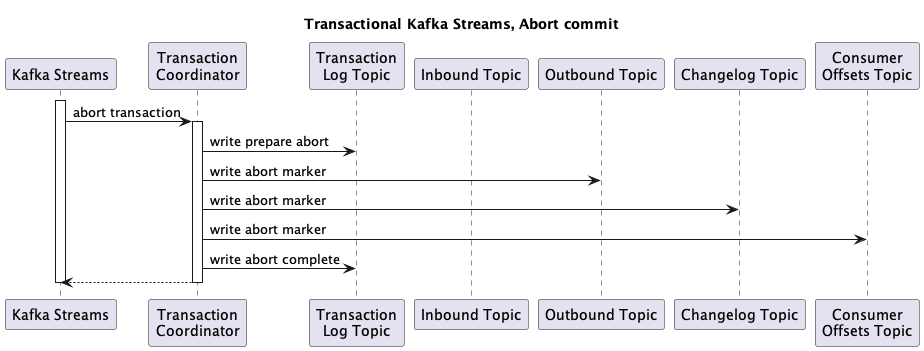 Transactional Kafka Streams, Abort commit
Kafka Streams
Transaction
Coordinator
Transaction
Log Topic
Inbound Topic
Outbound Topic
Changelog Topic
Consumer
Offsets Topic
abort transaction
write prepare abort
write abort marker
write abort marker
write abort marker
write abort complete
Kafka Streams
Transaction
Coordinator
Transaction
Log Topic
Inbound Topic
Outbound Topic
Changelog Topic
Consumer
Offsets Topic